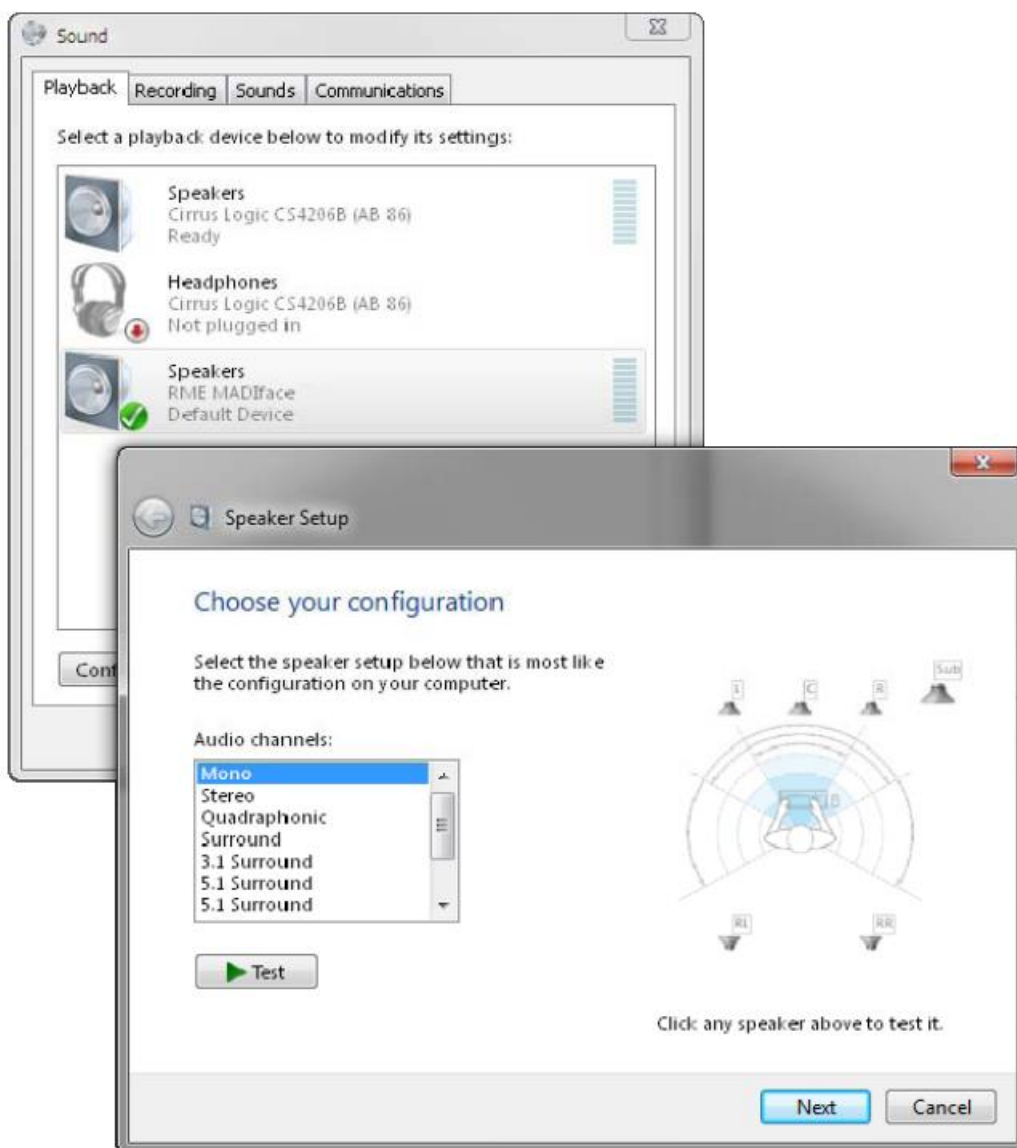 Sound
Playback Recording Sounds Communications
Select a playback device below to modify its settings:
Speakers
Cirrus Logic CS4206B (AB 86)
Ready
Headphones
Cirrus Logic CS4206B (AB 86)
Not plugged in
Speakers
RME MADIface
Default Device
Conf
Speaker Setup
Choose your configuration
Select the speaker setup below that is most like
the configuration on your computer.
Audio channels:
Mono
Stereo
Quadraphonic
Surround
3.1 Surround
5.1 Surround
5.1 Surround
Test
L C R Sub
RL RR
Click any speaker above to test it.
Next Cancel